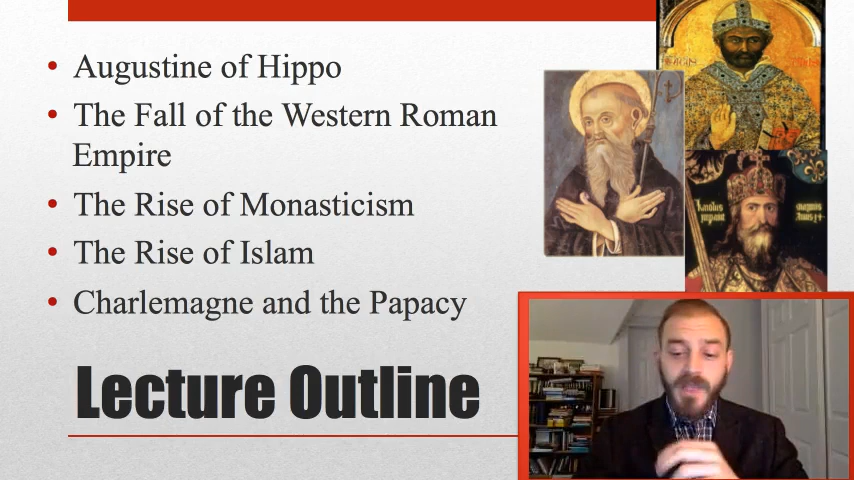 Augustine of Hippo
The Fall of the Western Roman
Empire
The Rise of Monasticism
The Rise of Islam
Charlemagne and the Papacy
Lecture Outline